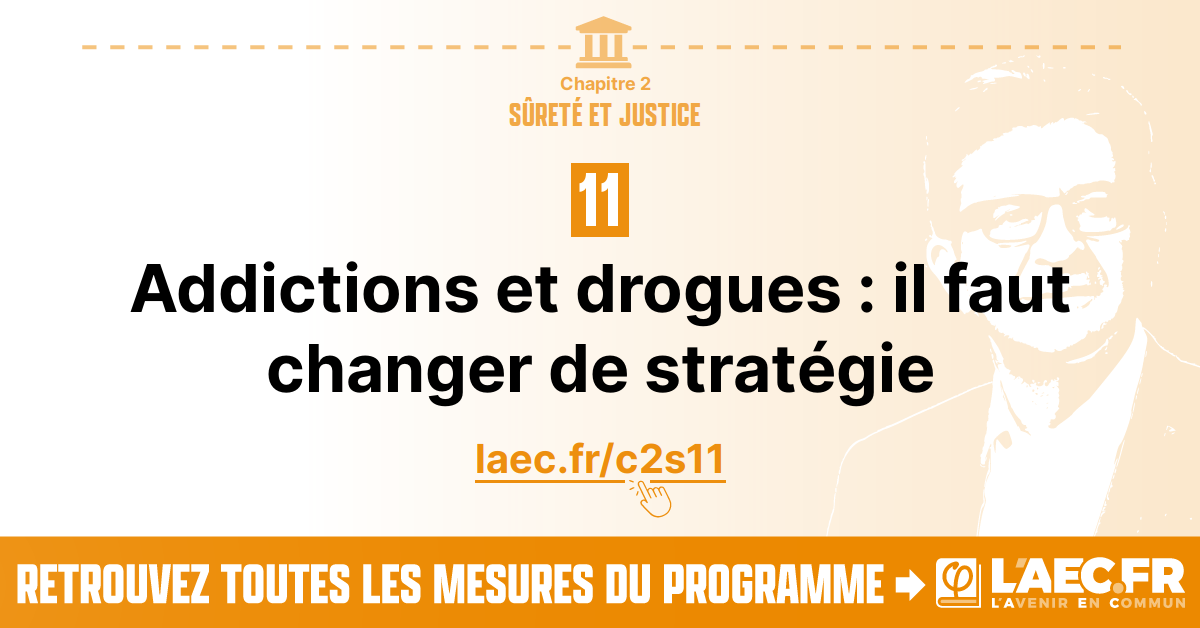 Chapitre 2
SÛRETÉ ET JUSTICE
11
Addictions et drogues : il faut
changer de stratégie
laec.fr/c2s11
RETROUVEZ TOUTES LES MESURES DU PROGRAMME
φ L'AEC.FR
L'AVENIR EN COMMUN